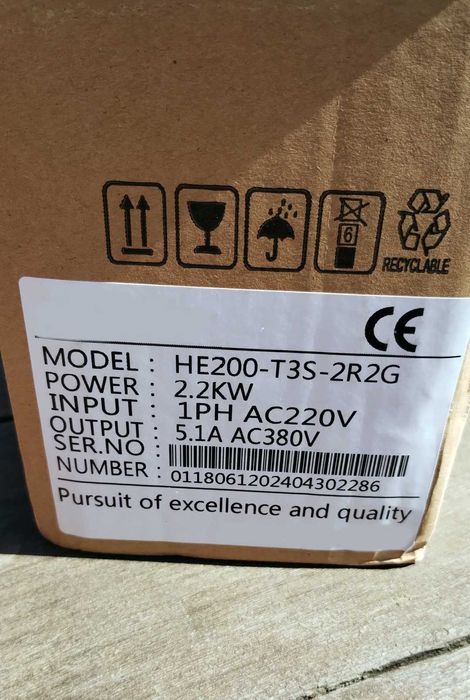 6
RECYCLABLE
CE
MODEL : HE200-T3S-2R2G
POWER : 2.2KW
INPUT : 1PH AC220V
OUTPUT : 5.1A AC380V
SER.NO :
NUMBER : 0118061202404302286
Pursuit of excellence and quality